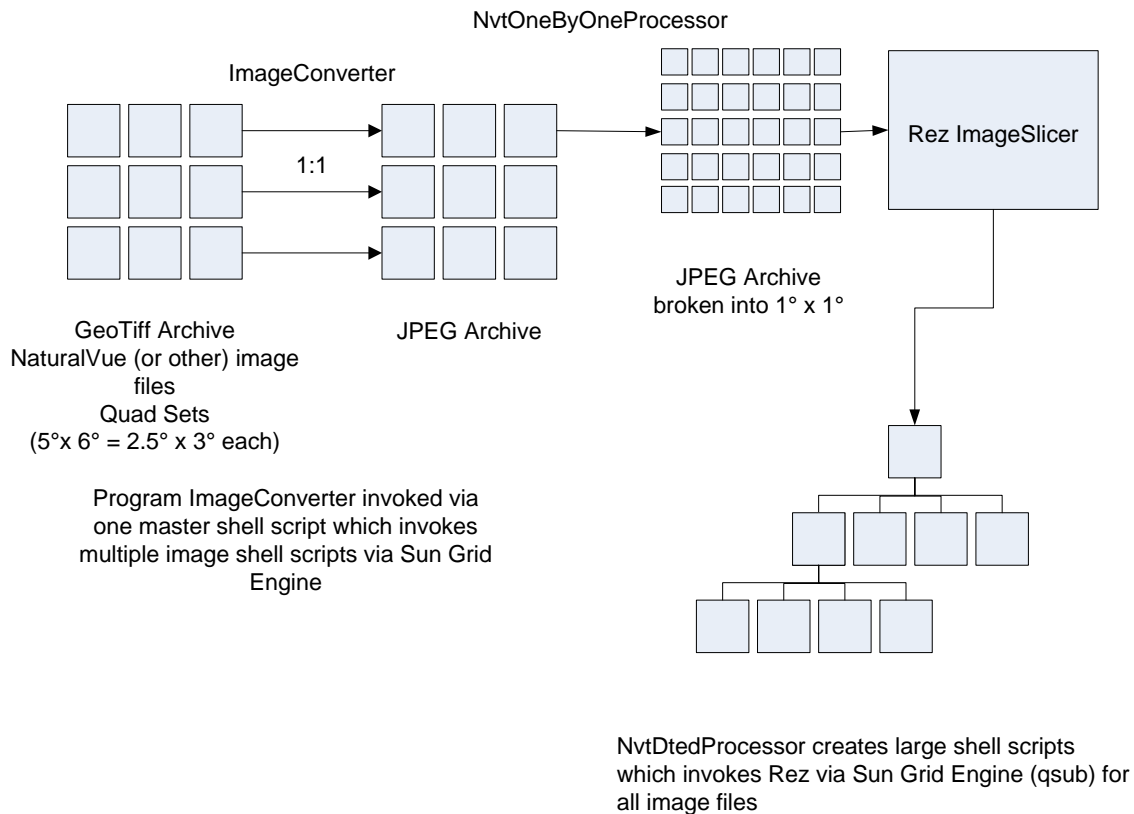 NvtOneByOneProcessor
ImageConverter
1:1
Rez ImageSlicer
GeoTiff Archive
NaturalVue (or other) image
files
Quad Sets
(5°x 6° = 2.5° x 3° each)
JPEG Archive
JPEG Archive
broken into 1° x 1°
Program ImageConverter invoked via
one master shell script which invokes
multiple image shell scripts via Sun Grid
Engine
NvtDtedProcessor creates large shell scripts
which invokes Rez via Sun Grid Engine (qsub) for
all image files